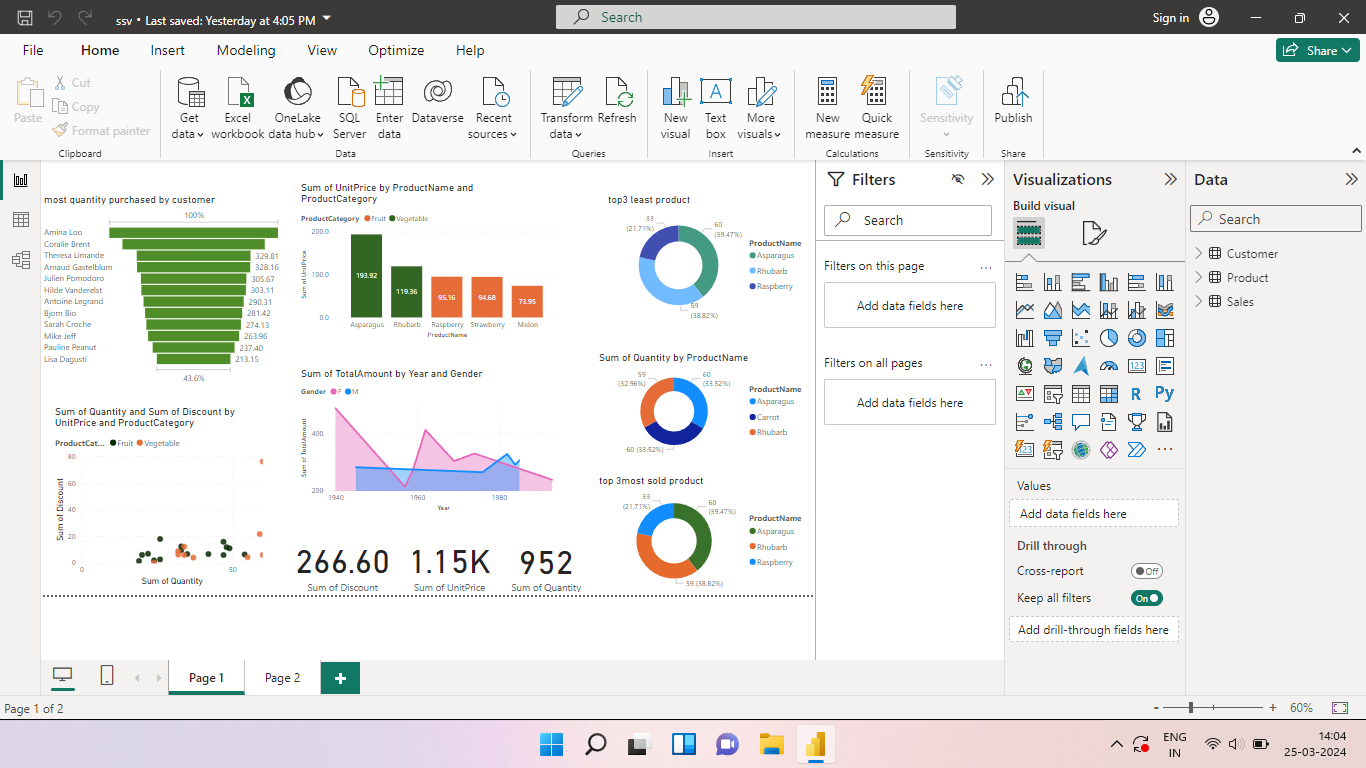 ssv • Last saved: Yesterday at 4:05 PM
Search
Sign in
File
Home
Insert
Modeling
View
Optimize
Help
Share
Paste
Cut
Copy
Format painter
Clipboard
Get
data
Excel
workbook
OneLake
data hub
SQL
Server
Enter
data
Dataverse
Recent
sources
Data
Transform
data
Refresh
Queries
New
visual
Text
box
More
visuals
Insert
New
measure
Quick
measure
Calculations
Sensitivity
Sensitivity
Publish
Share
most quantity purchased by customer
100%
Amina Loo
Coralie Brent
Theresa Limande 329.81
Arnaud Gastelblum 328.16
Julien Pomodoro 305.67
Hilde Vanderelst 303.11
Antoine Legrand 290.31
Bjorn Bio 281.42
Sarah Croche 274.13
Mike Jeff 263.96
Pauline Peanut 237.40
Lisa Dagusti 213.15
43.6%
Sum of UnitPrice by ProductName and
ProductCategory
ProductCategory Fruit Vegetable
Sum of UnitPrice
200.0
100.0
0.0
193.92
119.36
95.16
94.68
73.95
Asparagus Rhubarb Raspberry Strawberry Melon
ProductName
top3 least product
33
(21.71%)
60
(39.47%)
59
(38.82%)
ProductName
Asparagus
Rhubarb
Raspberry
Sum of Quantity and Sum of Discount by
UnitPrice and ProductCategory
ProductCat... Fruit Vegetable
Sum of Discount
80
60
40
20
0
0 50
Sum of Quantity
Sum of TotalAmount by Year and Gender
Gender F M
Sum of TotalAmount
400
200
1940 1960 1980
Year
Sum of Quantity by ProductName
59
(32.96%)
60
(33.52%)
60 (33.52%)
ProductName
Asparagus
Carrot
Rhubarb
top 3most sold product
33
(21.71%)
60
(39.47%)
59 (38.82%)
ProductName
Asparagus
Rhubarb
Raspberry
266.60
Sum of Discount
1.15K
Sum of UnitPrice
952
Sum of Quantity
Filters
Search
Filters on this page ...
Add data fields here
Filters on all pages ...
Add data fields here
Visualizations
Build visual
123
R
Py
123
...
Values
Add data fields here
Drill through
Cross-report Off
Keep all filters On
Add drill-through fields here
Data
Search
Customer
Product
Sales
Page 1
Page 2
+
Page 1 of 2
- + 60%
ENG
IN
14:04
25-03-2024